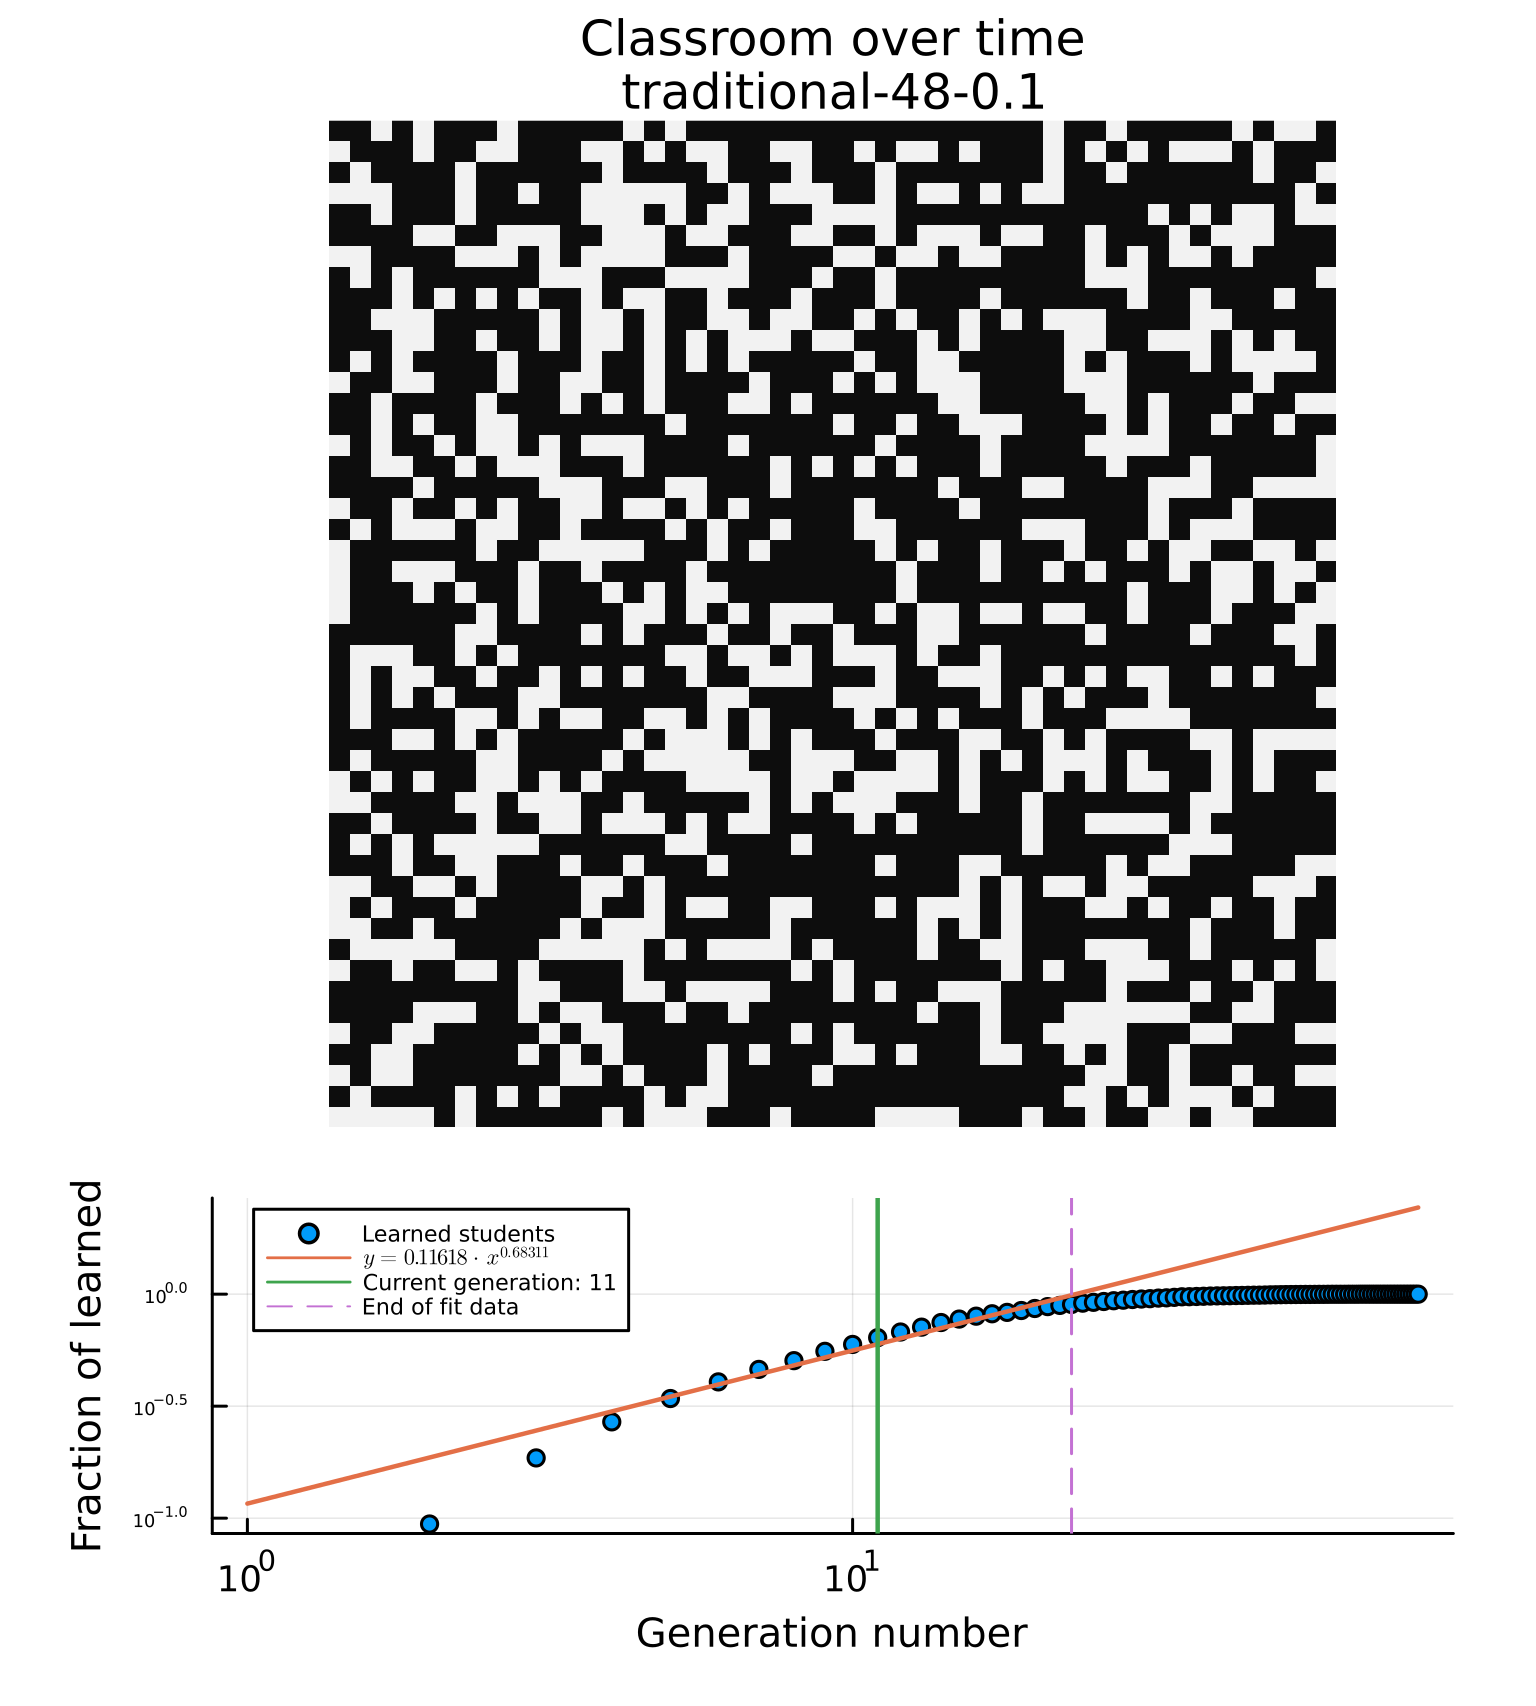 Classroom over time
traditional-48-0.1
Fraction of learned
Learned students
y = 0.11618 · x^0.68311
Current generation: 11
End of fit data
10^0.0
10^−0.5
10^−1.0
10^0 10^1
Generation number